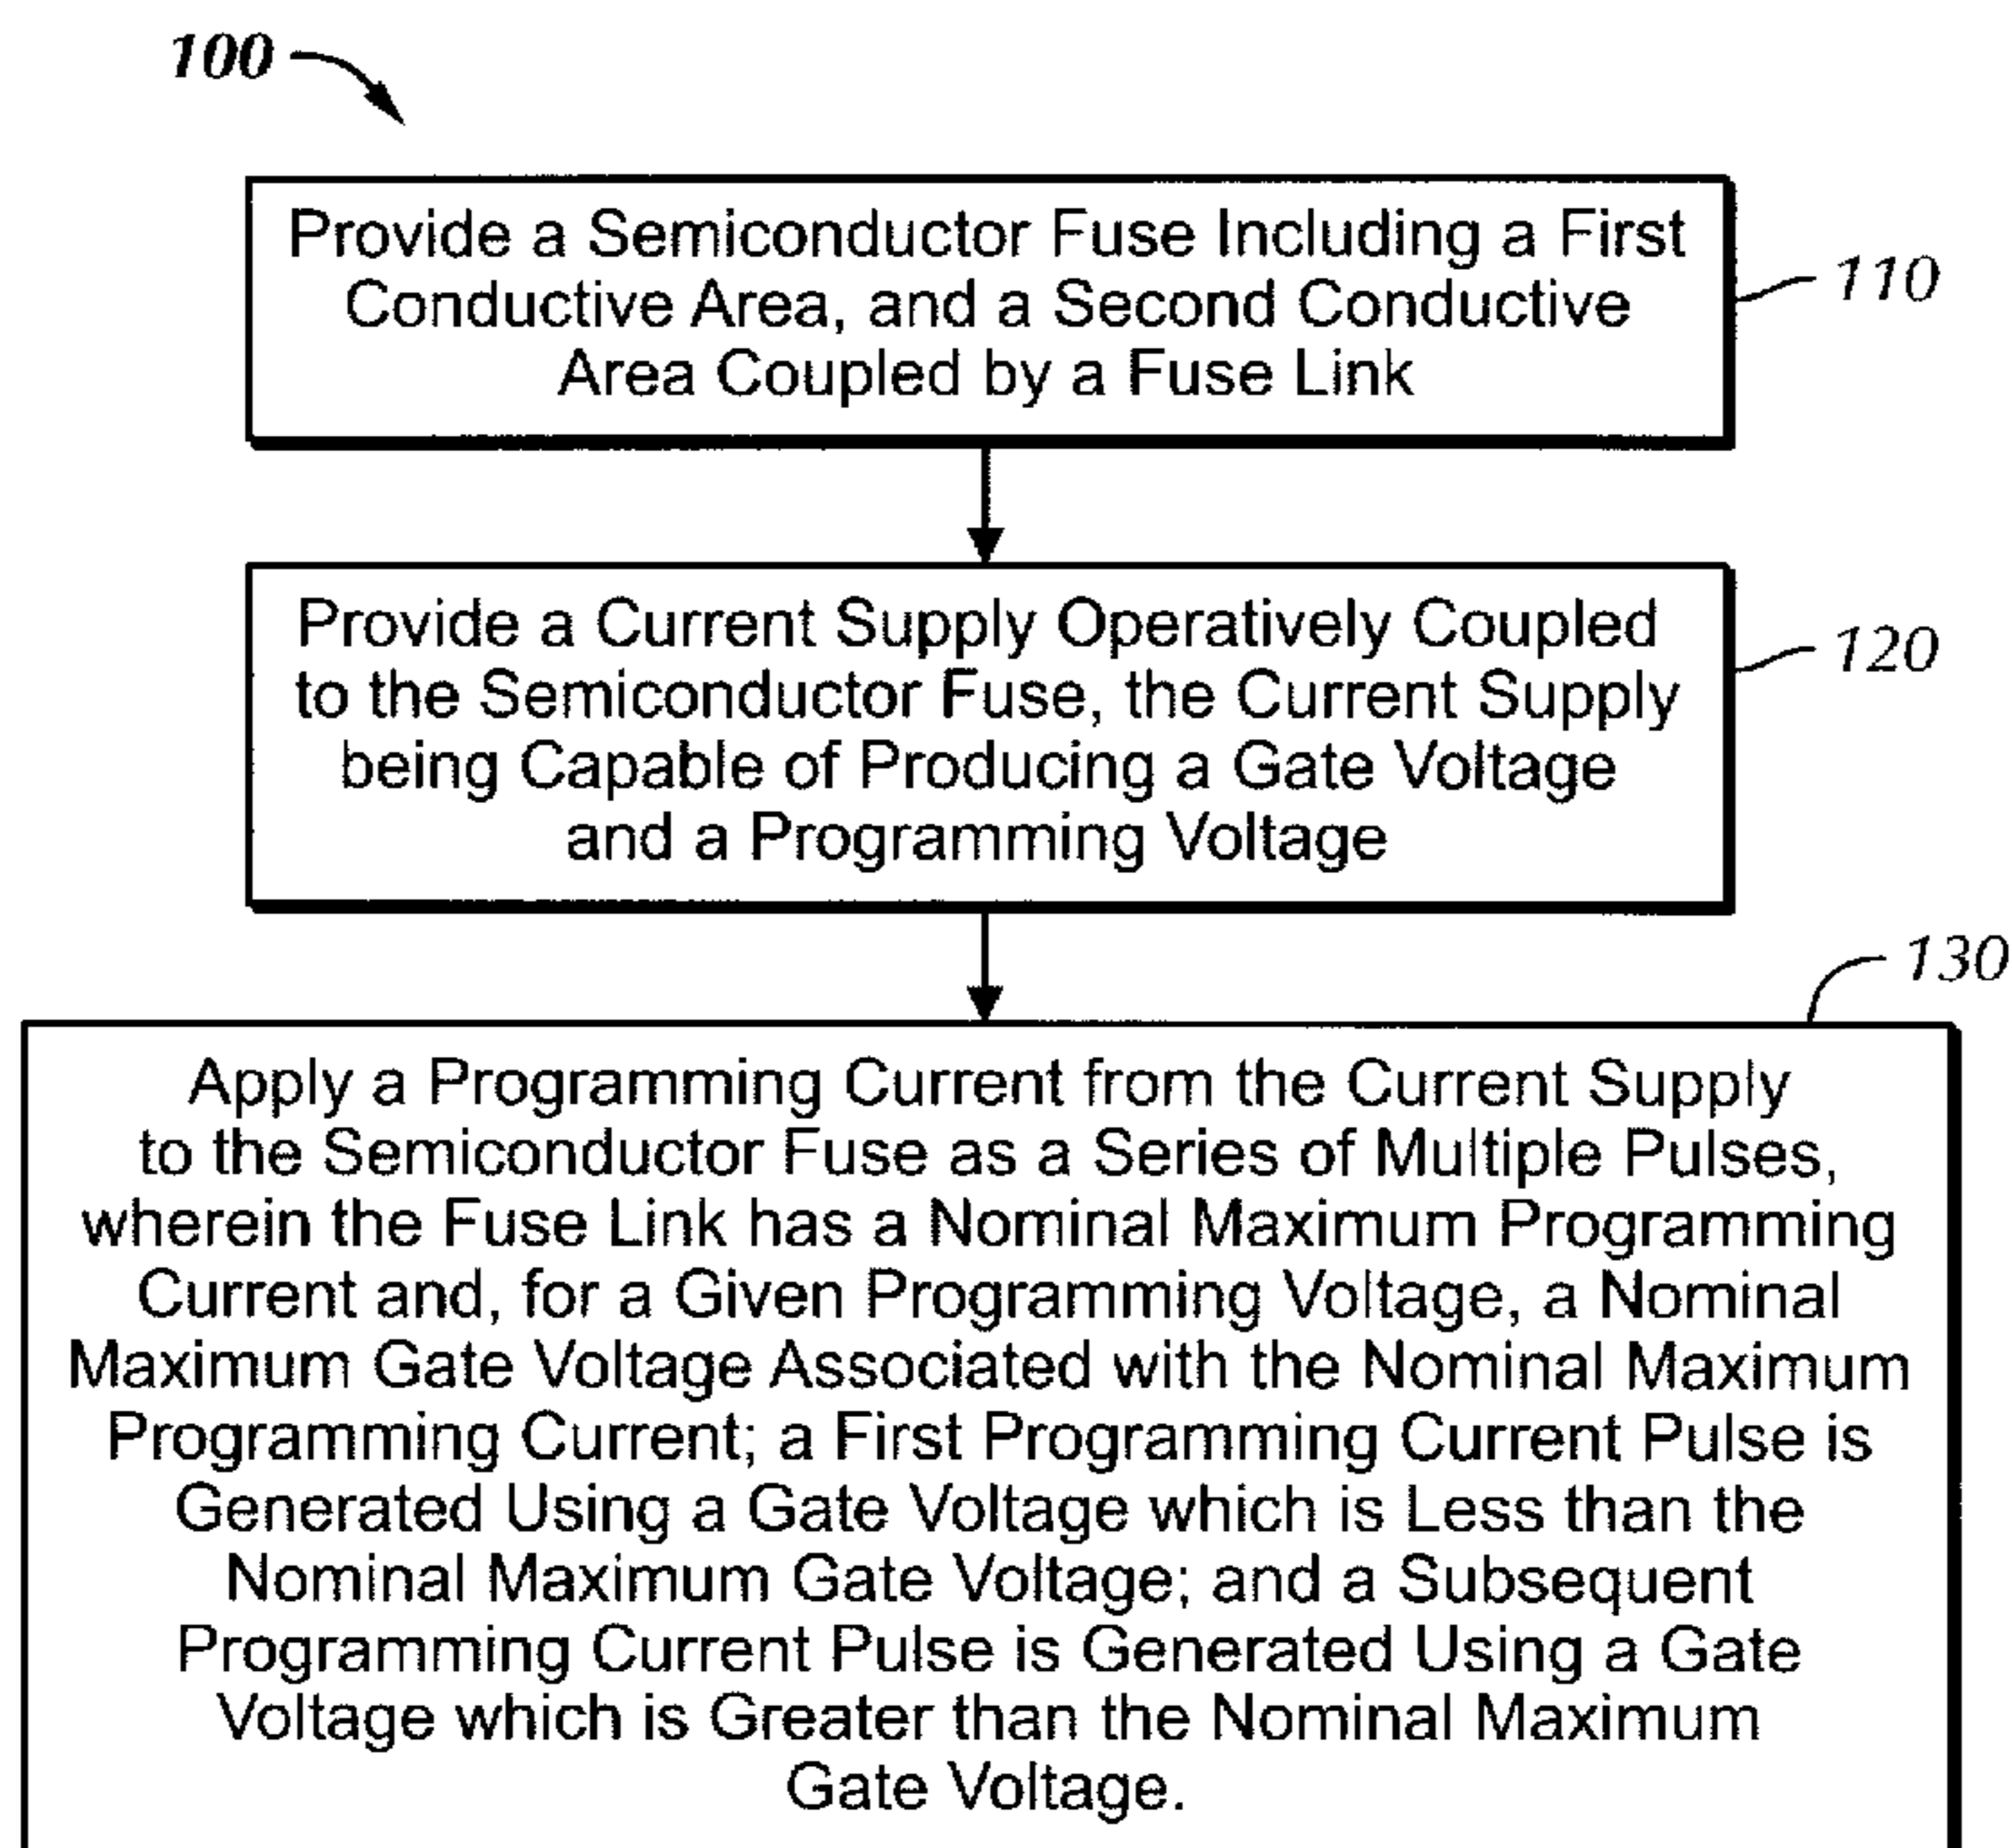 100
Provide a Semiconductor Fuse Including a First
Conductive Area, and a Second Conductive
Area Coupled by a Fuse Link
110
Provide a Current Supply Operatively Coupled
to the Semiconductor Fuse, the Current Supply
being Capable of Producing a Gate Voltage
and a Programming Voltage
120
130
Apply a Programming Current from the Current Supply
to the Semiconductor Fuse as a Series of Multiple Pulses,
wherein the Fuse Link has a Nominal Maximum Programming
Current and, for a Given Programming Voltage, a Nominal
Maximum Gate Voltage Associated with the Nominal Maximum
Programming Current; a First Programming Current Pulse is
Generated Using a Gate Voltage which is Less than the
Nominal Maximum Gate Voltage; and a Subsequent
Programming Current Pulse is Generated Using a Gate
Voltage which is Greater than the Nominal Maximum
Gate Voltage.